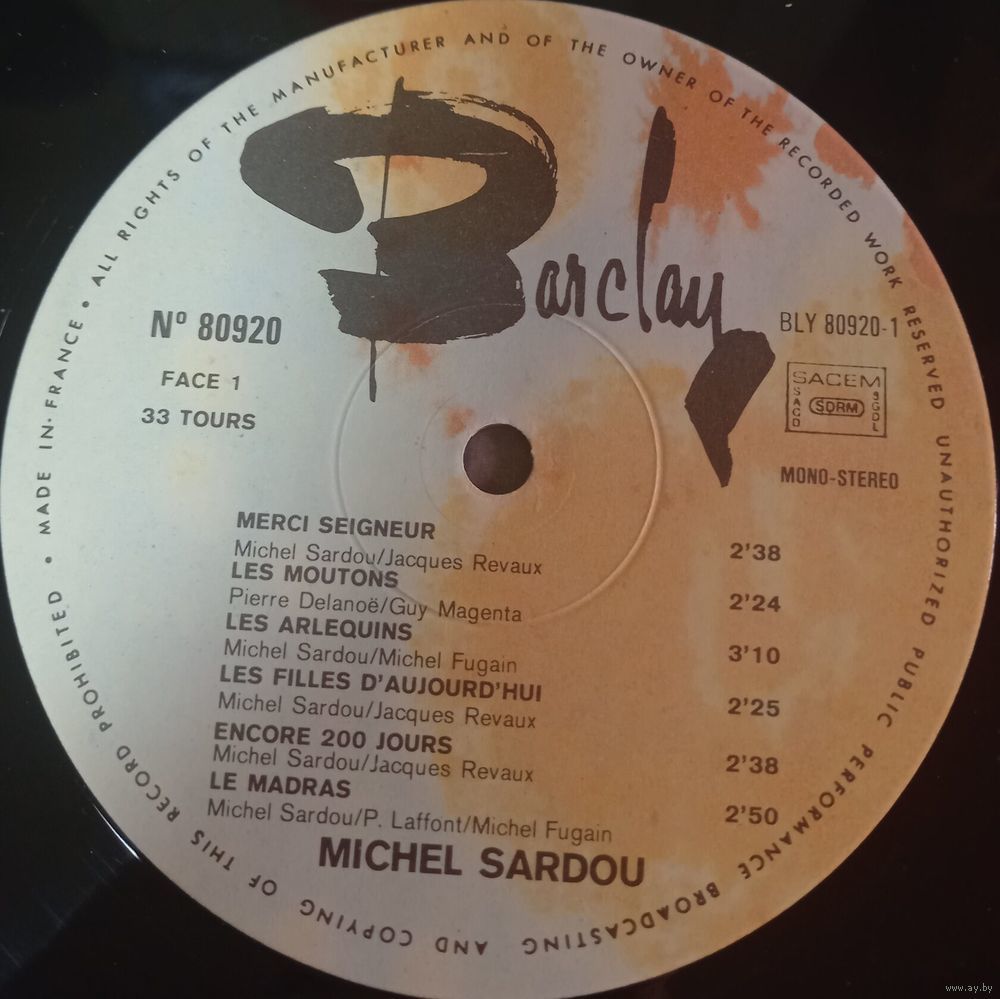 • MADE IN FRANCE • ALL RIGHTS OF THE MANUFACTURER AND OF THE OWNER OF THE RECORDED WORK RESERVED UNAUTHORIZED PUBLIC PERFORMANCE BROADCASTING AND COPYING OF THIS RECORD PROHIBITED
Barclay
Nº 80920
FACE 1
33 TOURS
BLY 80920-1
SACEM
SACD
SDRM
SGDL
MONO-STEREO
MERCI SEIGNEUR
Michel Sardou/Jacques Revaux 2'38
LES MOUTONS
Pierre Delanoë/Guy Magenta 2'24
LES ARLEQUINS
Michel Sardou/Michel Fugain 3'10
LES FILLES D'AUJOURD'HUI
Michel Sardou/Jacques Revaux 2'25
ENCORE 200 JOURS
Michel Sardou/Jacques Revaux 2'38
LE MADRAS
Michel Sardou/P. Laffont/Michel Fugain 2'50
MICHEL SARDOU
www.ay.by